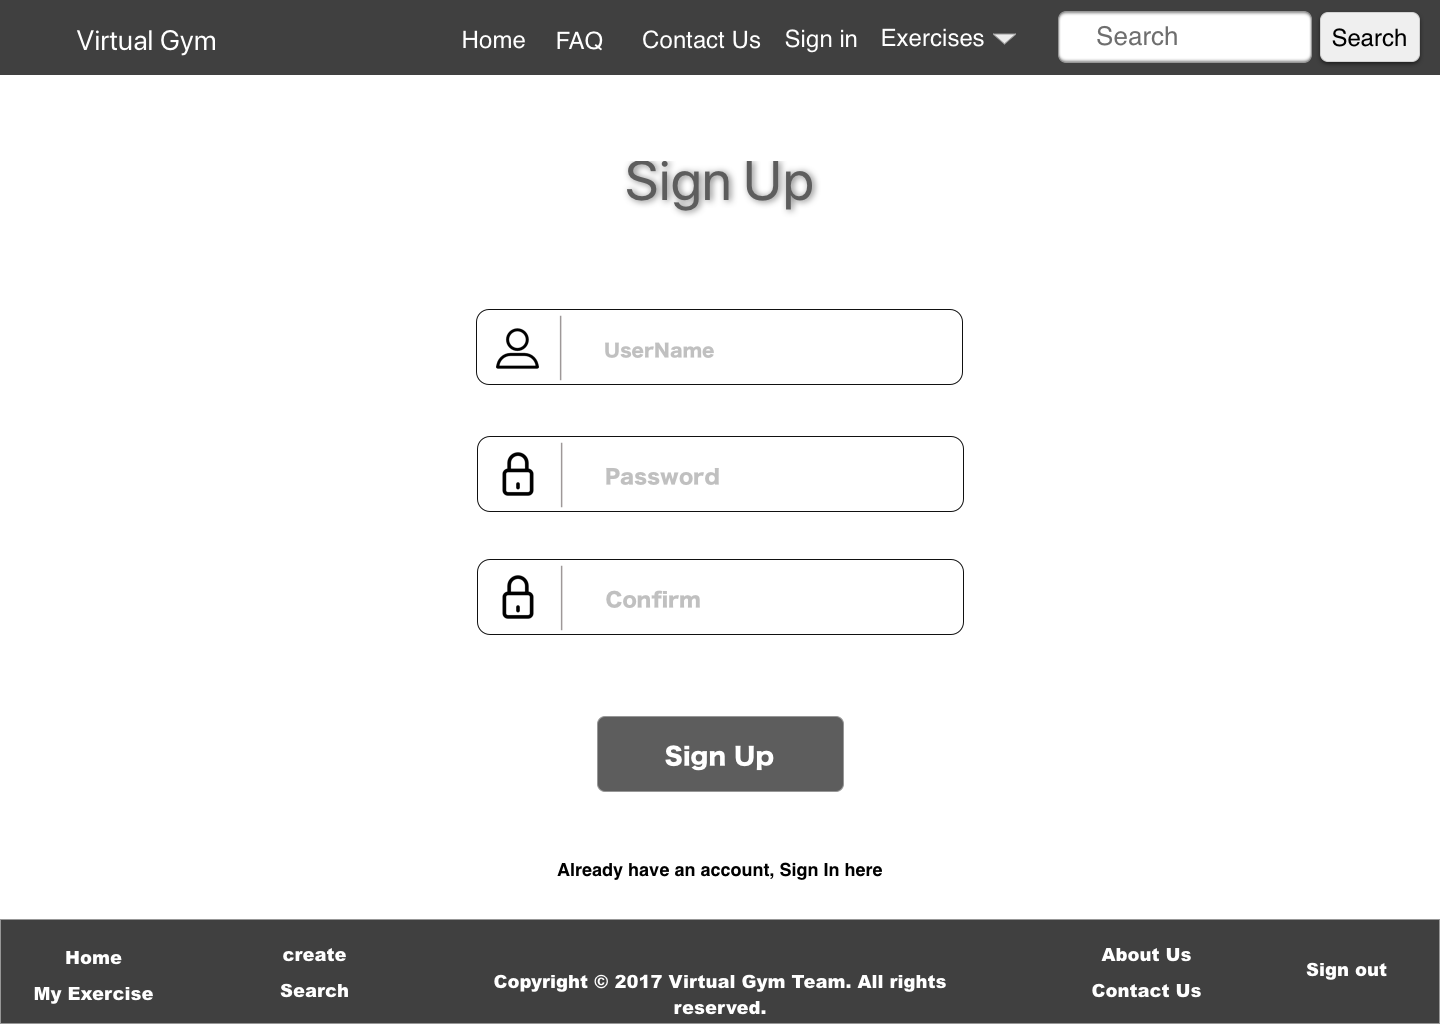 Virtual Gym
Home
FAQ
Contact Us
Sign in
Exercises
Search
Search
Sign Up
UserName
Password
Confirm
Sign Up
Already have an account, Sign In here
Home
My Exercise
create
Search
Copyright © 2017 Virtual Gym Team. All rights
reserved.
About Us
Contact Us
Sign out